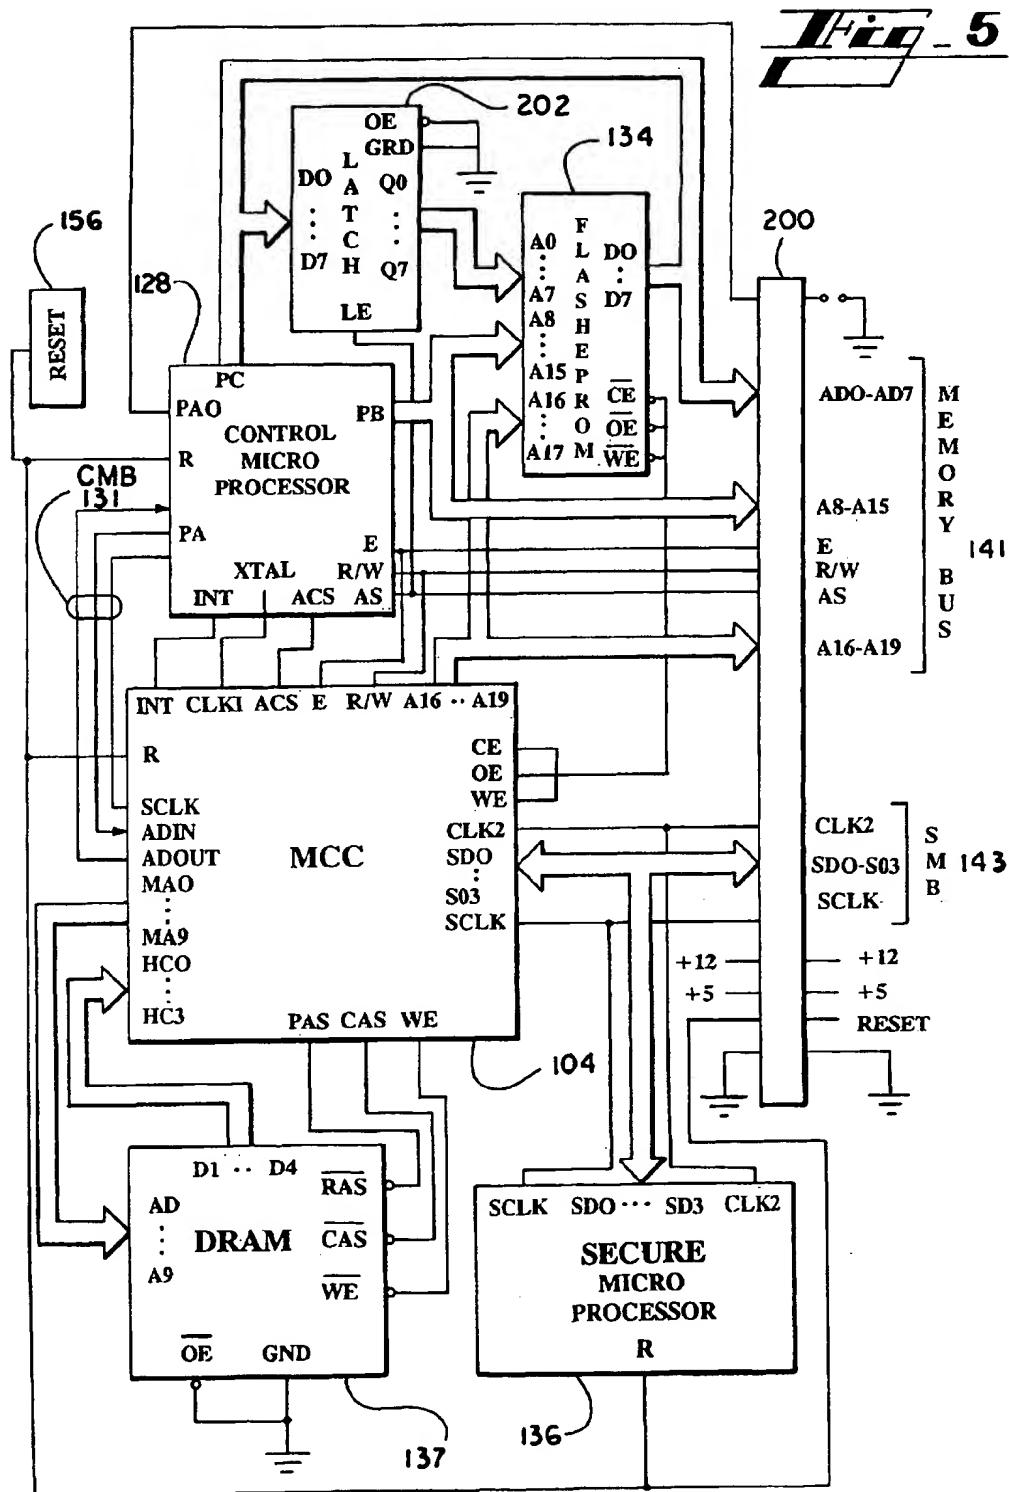 Fig_5
202
OE
GRD
LATCH
DO
Q0
D7
Q7
LE
134
FLASH EPROM
A0
A7
A8
A15
A16
A17
DO
D7
CE
OE
WE
200
156
RESET
128
PC
PAO
PB
CONTROL
MICRO
PROCESSOR
R
CMB
131
PA
E
XTAL
R/W
INT
ACS
AS
ADO-AD7
A8-A15
E
R/W
AS
A16-A19
MEMORY BUS
141
INT CLKI ACS E R/W A16 ·· A19
R
CE
OE
WE
SCLK
ADIN
ADOUT
MAO
MA9
HCO
HC3
MCC
CLK2
SDO
S03
SCLK
PAS CAS WE
104
CLK2
SDO-S03
SCLK
SMB
143
+12
+12
+5
+5
RESET
D1 ·· D4
RAS
AD
DRAM
CAS
A9
WE
OE
GND
137
SCLK SDO ··· SD3 CLK2
SECURE
MICRO
PROCESSOR
R
136